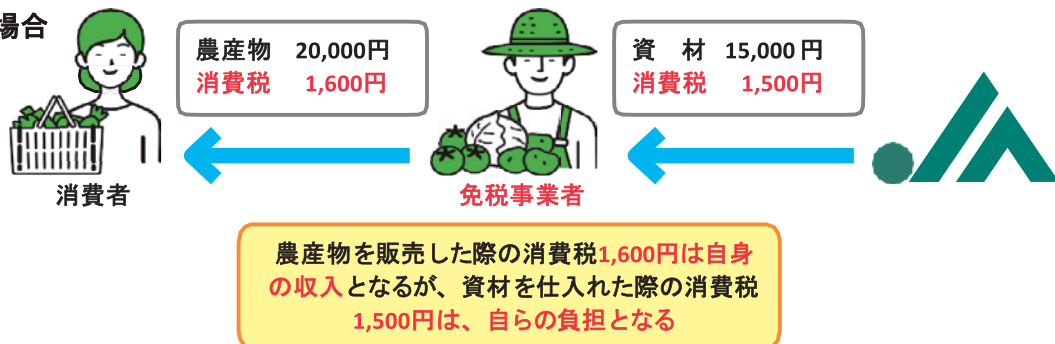 場合
農産物 20,000円
消費税 1,600円
資 材 15,000円
消費税 1,500円
消費者
免税事業者
農産物を販売した際の消費税1,600円は自身
の収入となるが、資材を仕入れた際の消費税
1,500円は、自らの負担となる